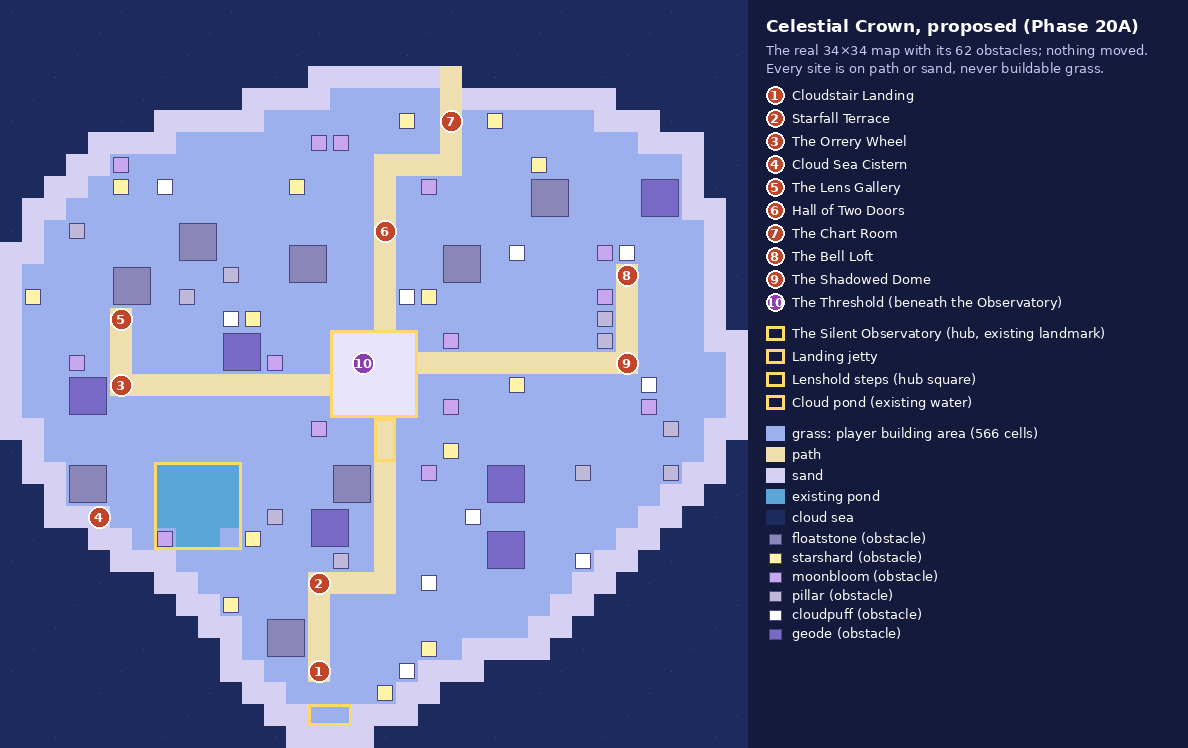 Celestial Crown, proposed (Phase 20A)
The real 34×34 map with its 62 obstacles; nothing moved.
Every site is on path or sand, never buildable grass.
1 Cloudstair Landing
2 Starfall Terrace
3 The Orrery Wheel
4 Cloud Sea Cistern
5 The Lens Gallery
6 Hall of Two Doors
7 The Chart Room
8 The Bell Loft
9 The Shadowed Dome
10 The Threshold (beneath the Observatory)
The Silent Observatory (hub, existing landmark)
Landing jetty
Lenshold steps (hub square)
Cloud pond (existing water)
grass: player building area (566 cells)
path
sand
existing pond
cloud sea
floatstone (obstacle)
starshard (obstacle)
moonbloom (obstacle)
pillar (obstacle)
cloudpuff (obstacle)
geode (obstacle)
7
6
8
5
10
9
3
4
2
1